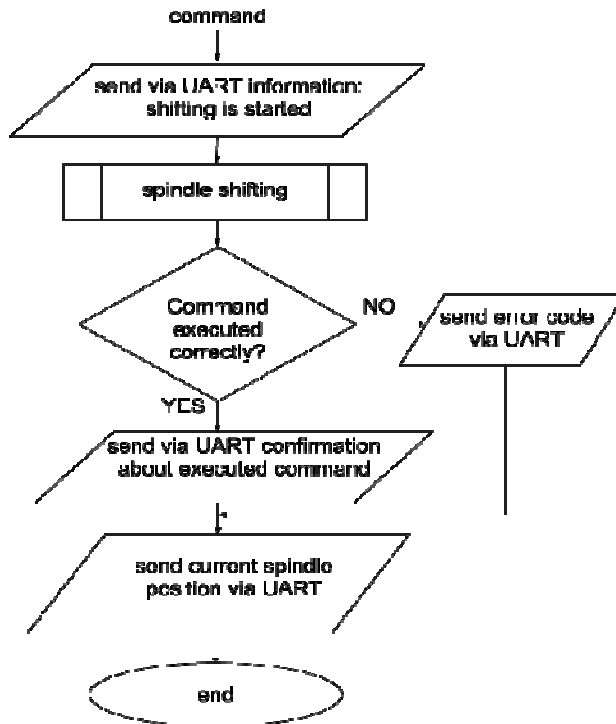 command
send via UART information:
shifting is started
spindle shifting
Command
executed
correctly?
NO
send error code
via UART
YES
send via UART confirmation
about executed command
send current spindle
position via UART
end